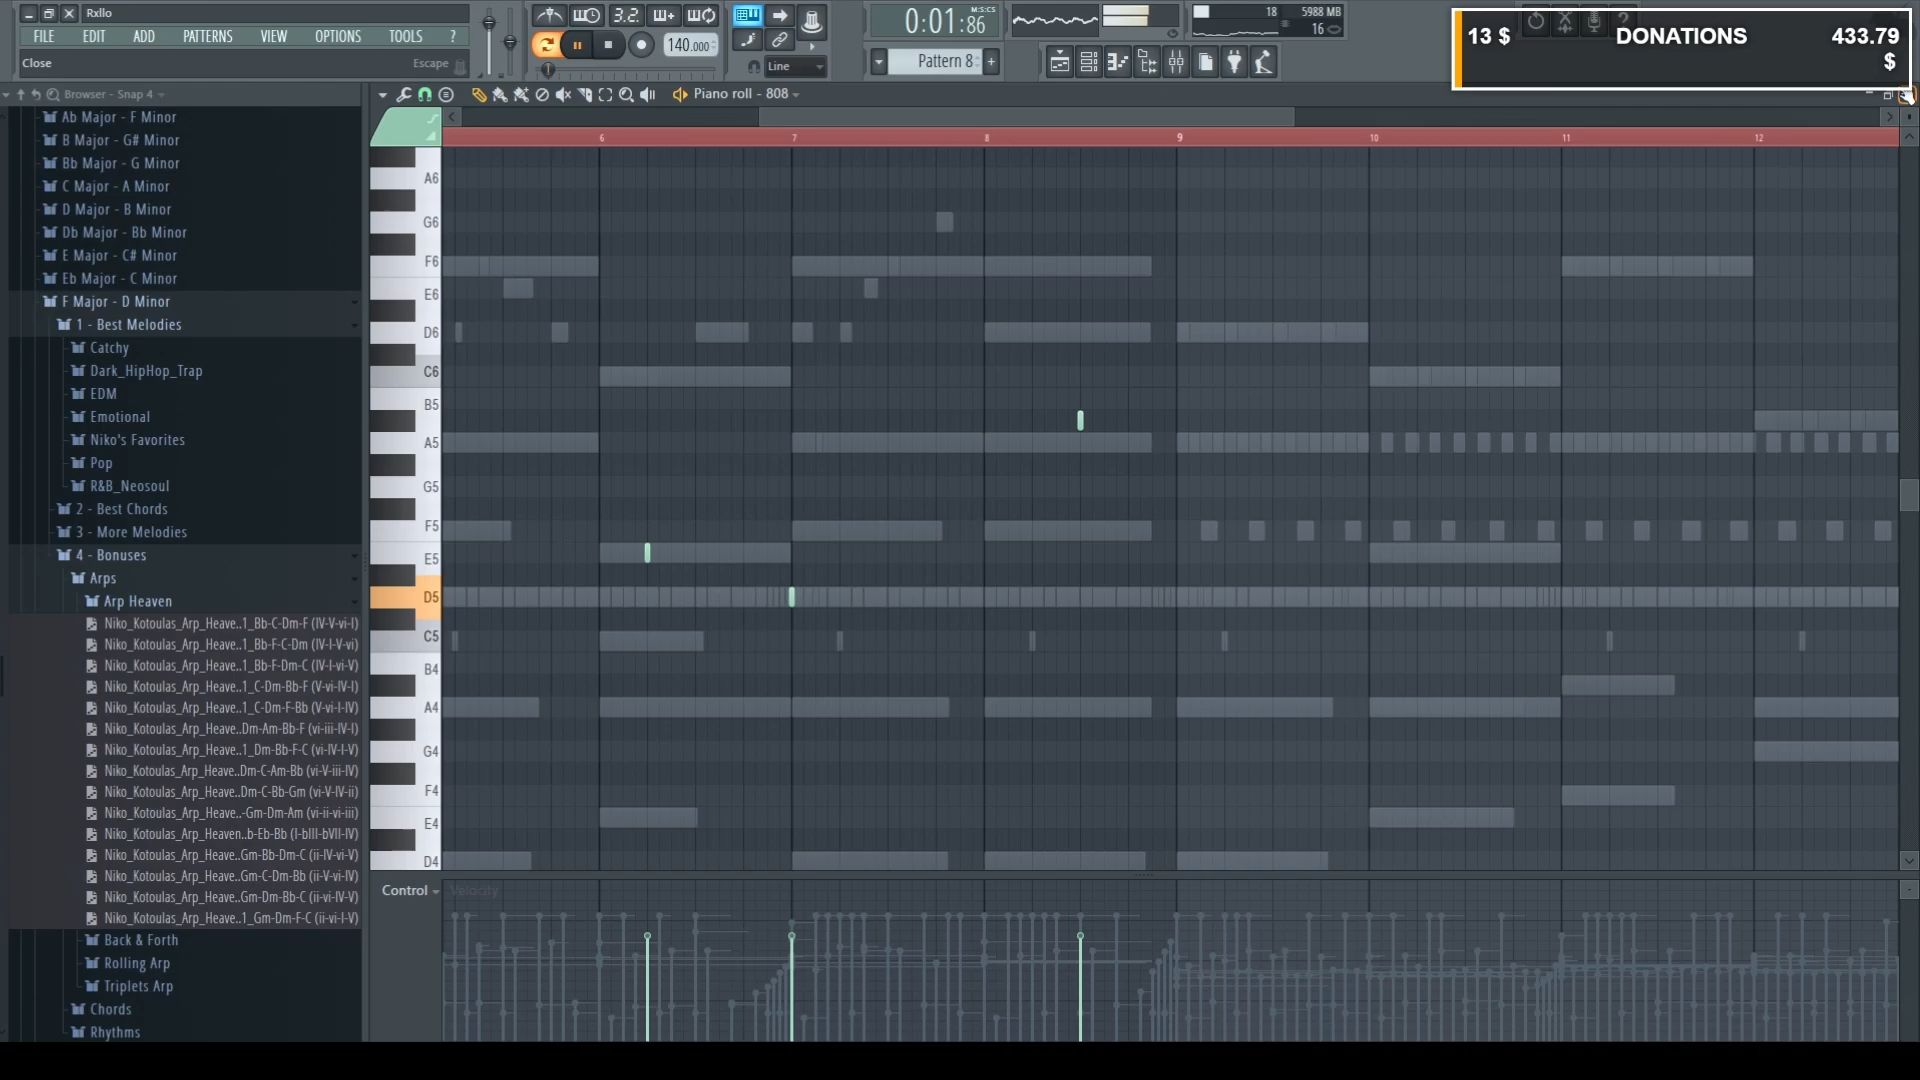 Rxllo
FILE EDIT ADD PATTERNS VIEW OPTIONS TOOLS ?
Close Escape
3.2.
140.000
Line
0:01:86
M:S:CS
Pattern 8
18 5988 MB
16
13 $ DONATIONS 433.79 $
Browser - Snap 4
Piano roll - 808
Ab Major - F Minor
B Major - G# Minor
Bb Major - G Minor
C Major - A Minor
D Major - B Minor
Db Major - Bb Minor
E Major - C# Minor
Eb Major - C Minor
F Major - D Minor
1 - Best Melodies
Catchy
Dark_HipHop_Trap
EDM
Emotional
Niko's Favorites
Pop
R&B_Neosoul
2 - Best Chords
3 - More Melodies
4 - Bonuses
Arps
Arp Heaven
Niko_Kotoulas_Arp_Heave..1_Bb-C-Dm-F (IV-V-vi-I)
Niko_Kotoulas_Arp_Heave..1_Bb-F-C-Dm (IV-I-V-vi)
Niko_Kotoulas_Arp_Heave..1_Bb-F-Dm-C (IV-I-vi-V)
Niko_Kotoulas_Arp_Heave..1_C-Dm-Bb-F (V-vi-IV-I)
Niko_Kotoulas_Arp_Heave..1_C-Dm-F-Bb (V-vi-I-IV)
Niko_Kotoulas_Arp_Heave..Dm-Am-Bb-F (vi-iii-IV-I)
Niko_Kotoulas_Arp_Heave..1_Dm-Bb-F-C (vi-IV-I-V)
Niko_Kotoulas_Arp_Heave..Dm-C-Am-Bb (vi-V-iii-IV)
Niko_Kotoulas_Arp_Heave..Dm-C-Bb-Gm (vi-V-IV-ii)
Niko_Kotoulas_Arp_Heave..-Gm-Dm-Am (vi-ii-vi-iii)
Niko_Kotoulas_Arp_Heaven..b-Eb-Bb (I-bIII-bVII-IV)
Niko_Kotoulas_Arp_Heave..Gm-Bb-Dm-C (ii-IV-vi-V)
Niko_Kotoulas_Arp_Heave..Gm-C-Dm-Bb (ii-V-vi-IV)
Niko_Kotoulas_Arp_Heave..Gm-Dm-Bb-C (ii-vi-IV-V)
Niko_Kotoulas_Arp_Heave..1_Gm-Dm-F-C (ii-vi-I-V)
Back & Forth
Rolling Arp
Triplets Arp
Chords
Rhythms
6 7 8 9 10 11 12
A6
G6
F6
E6
D6
C6
B5
A5
G5
F5
E5
D5
C5
B4
A4
G4
F4
E4
D4
Control Velocity